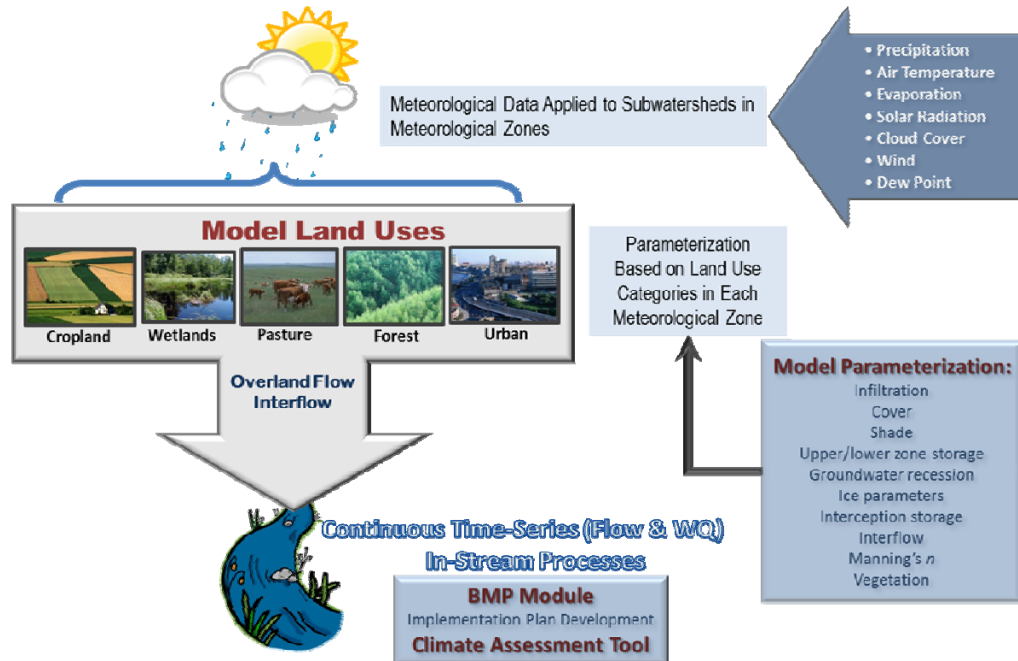 • Precipitation
• Air Temperature
• Evaporation
• Solar Radiation
• Cloud Cover
• Wind
• Dew Point
Meteorological Data Applied to Subwatersheds in
Meteorological Zones
Model Land Uses
Cropland
Wetlands
Pasture
Forest
Urban
Parameterization
Based on Land Use
Categories in Each
Meteorological Zone
Overland Flow
Interflow
Model Parameterization:
Infiltration
Cover
Shade
Upper/lower zone storage
Groundwater recession
Ice parameters
Interception storage
Interflow
Manning's n
Vegetation
Continuous Time-Series (Flow & WQ)
In-Stream Processes
BMP Module
Implementation Plan Development
Climate Assessment Tool